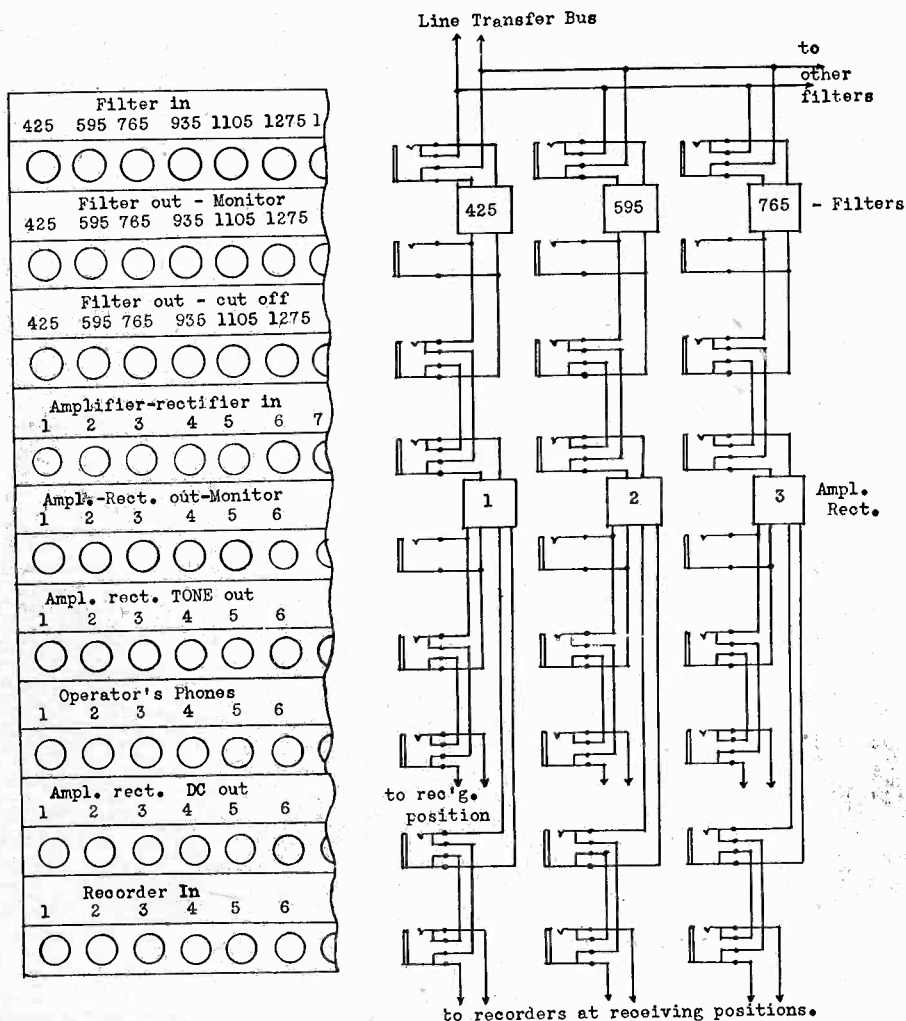 Line Transfer Bus
to
other
filters
Filter in
425 595 765 935 1105 1275 1
Filter out - Monitor
425 595 765 935 1105 1275
Filter out - cut off
425 595 765 935 1105 1275
Amplifier-rectifier in
1 2 3 4 5 6 7
Ampl.-Rect. out-Monitor
1 2 3 4 5 6
Ampl. rect. TONE out
1 2 3 4 5 6
Operator's Phones
1 2 3 4 5 6
Ampl. rect. DC out
1 2 3 4 5 6
Recorder In
1 2 3 4 5 6
425 595 765 - Filters
1 2 3 Ampl.
Rect.
to rec'g.
position
to recorders at receiving positions.